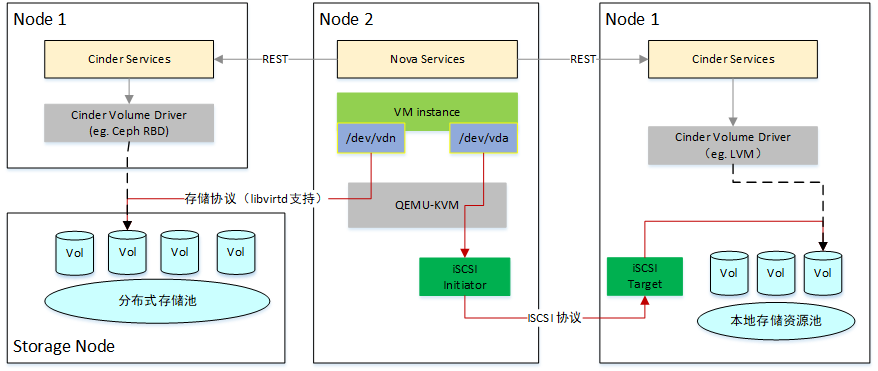 Node 1
Cinder Services
Cinder Volume Driver
(eg. Ceph RBD)
Vol
Vol
Vol
Vol
分布式存储池
Storage Node
REST
存储协议（libvirtd支持）
Node 2
Nova Services
VM instance
/dev/vdn
/dev/vda
QEMU-KVM
iSCSI
Initiator
ISCSI 协议
REST
Node 1
Cinder Services
Cinder Volume Driver
（eg. LVM）
iSCSI
Target
Vol
Vol
Vol
本地存储资源池